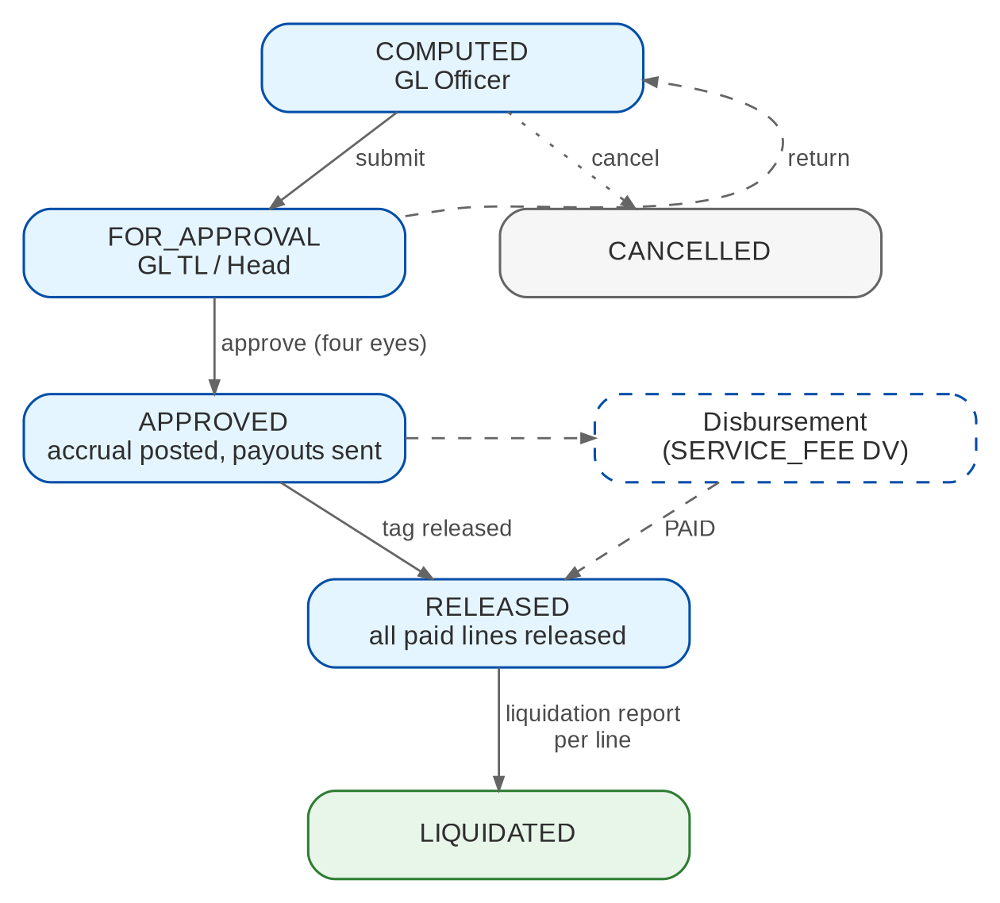 COMPUTED
GL Officer
submit
cancel
return
FOR_APPROVAL
GL TL / Head
CANCELLED
approve (four eyes)
APPROVED
accrual posted, payouts sent
Disbursement
(SERVICE_FEE DV)
tag released
PAID
RELEASED
all paid lines released
liquidation report
per line
LIQUIDATED